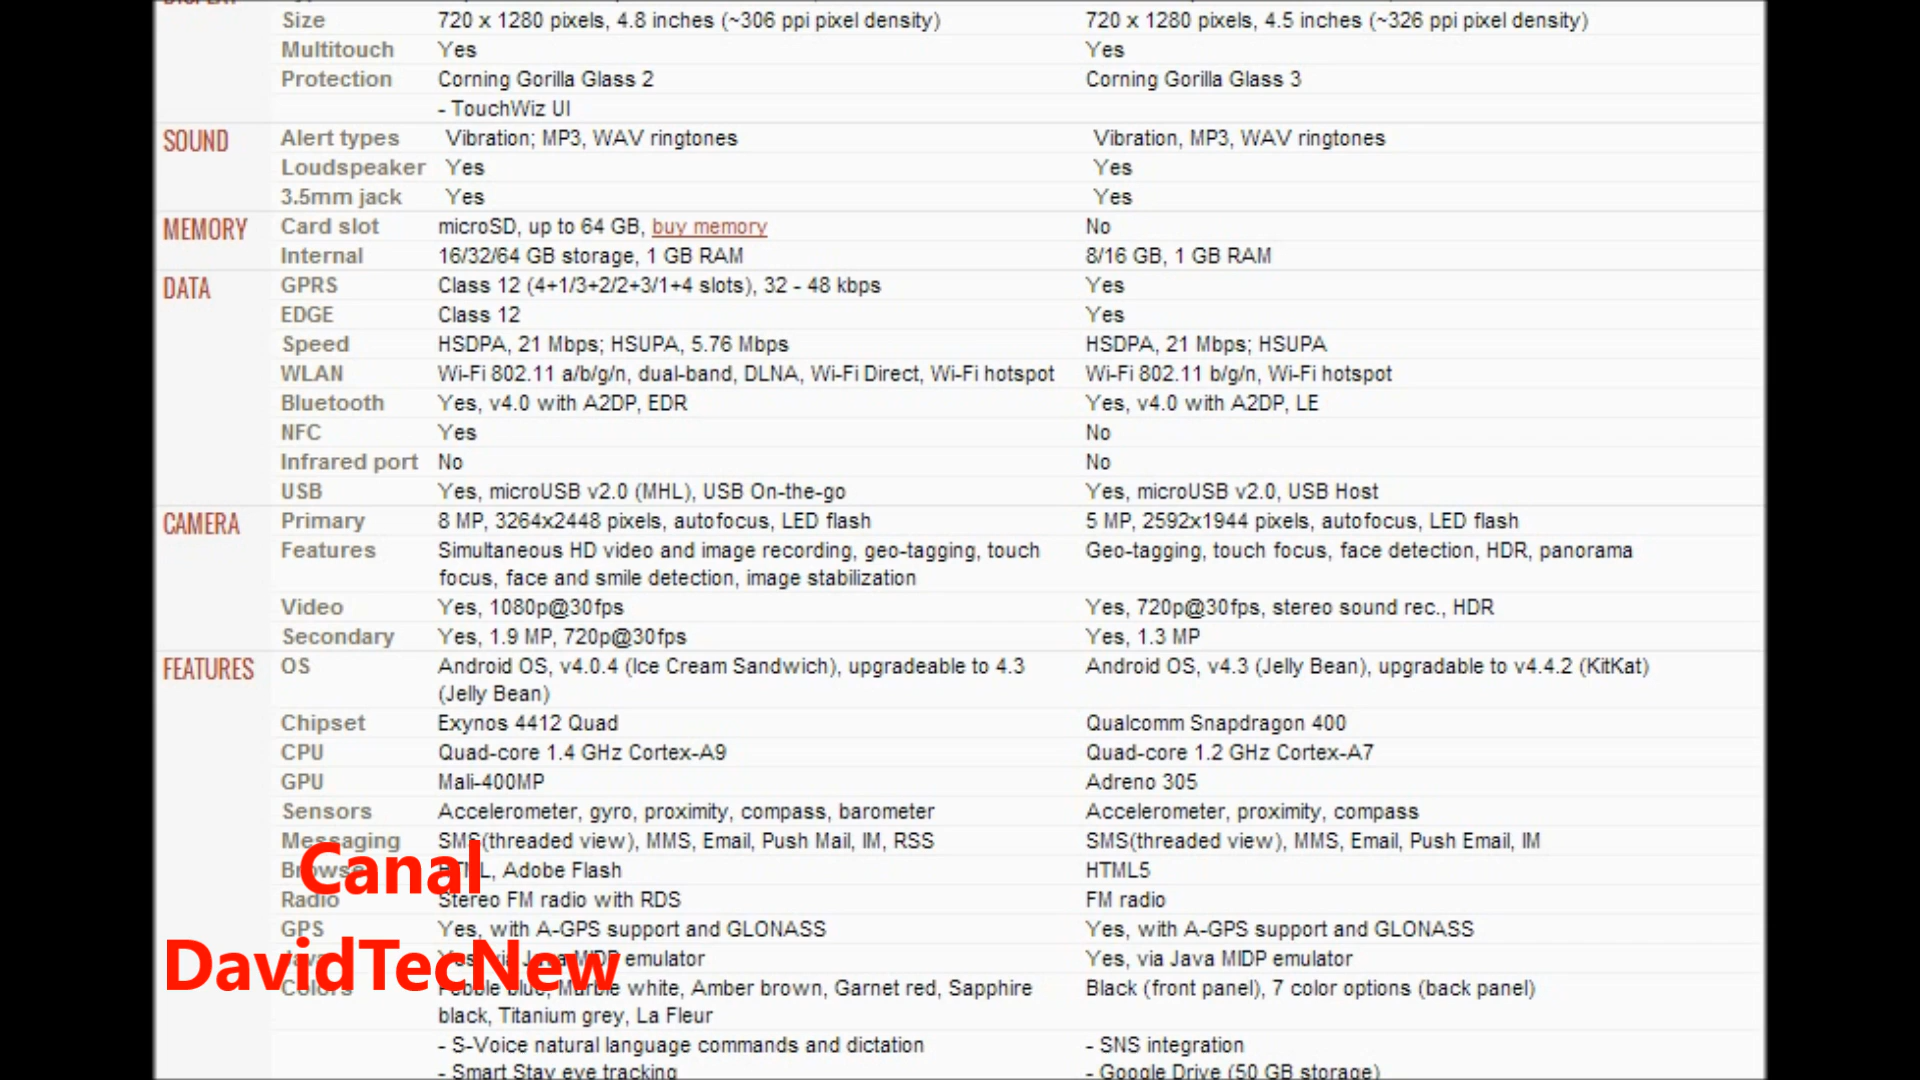 Size 720 x 1280 pixels, 4.8 inches (~306 ppi pixel density) 720 x 1280 pixels, 4.5 inches (~326 ppi pixel density)
Multitouch Yes Yes
Protection Corning Gorilla Glass 2 Corning Gorilla Glass 3
- TouchWiz UI
SOUND Alert types Vibration; MP3, WAV ringtones Vibration, MP3, WAV ringtones
Loudspeaker Yes Yes
3.5mm jack Yes Yes
MEMORY Card slot microSD, up to 64 GB, buy memory No
Internal 16/32/64 GB storage, 1 GB RAM 8/16 GB, 1 GB RAM
DATA GPRS Class 12 (4+1/3+2/2+3/1+4 slots), 32 - 48 kbps Yes
EDGE Class 12 Yes
Speed HSDPA, 21 Mbps; HSUPA, 5.76 Mbps HSDPA, 21 Mbps; HSUPA
WLAN Wi-Fi 802.11 a/b/g/n, dual-band, DLNA, Wi-Fi Direct, Wi-Fi hotspot Wi-Fi 802.11 b/g/n, Wi-Fi hotspot
Bluetooth Yes, v4.0 with A2DP, EDR Yes, v4.0 with A2DP, LE
NFC Yes No
Infrared port No No
USB Yes, microUSB v2.0 (MHL), USB On-the-go Yes, microUSB v2.0, USB Host
CAMERA Primary 8 MP, 3264x2448 pixels, autofocus, LED flash 5 MP, 2592x1944 pixels, autofocus, LED flash
Features Simultaneous HD video and image recording, geo-tagging, touch Geo-tagging, touch focus, face detection, HDR, panorama
focus, face and smile detection, image stabilization
Video Yes, 1080p@30fps Yes, 720p@30fps, stereo sound rec., HDR
Secondary Yes, 1.9 MP, 720p@30fps Yes, 1.3 MP
FEATURES OS Android OS, v4.0.4 (Ice Cream Sandwich), upgradeable to 4.3 Android OS, v4.3 (Jelly Bean), upgradable to v4.4.2 (KitKat)
(Jelly Bean)
Chipset Exynos 4412 Quad Qualcomm Snapdragon 400
CPU Quad-core 1.4 GHz Cortex-A9 Quad-core 1.2 GHz Cortex-A7
GPU Mali-400MP Adreno 305
Sensors Accelerometer, gyro, proximity, compass, barometer Accelerometer, proximity, compass
Messaging SMS(threaded view), MMS, Email, Push Mail, IM, RSS SMS(threaded view), MMS, Email, Push Email, IM
Canal
Adobe Flash HTML5
Radio Stereo FM radio with RDS FM radio
GPS Yes, with A-GPS support and GLONASS Yes, with A-GPS support and GLONASS
DavidTecNew
emulator Yes, via Java MIDP emulator
Colors Pebble blue, Marble white, Amber brown, Garnet red, Sapphire Black (front panel), 7 color options (back panel)
black, Titanium grey, La Fleur
- S-Voice natural language commands and dictation - SNS integration
- Smart Stay eye tracking - Google Drive (50 GB storage)